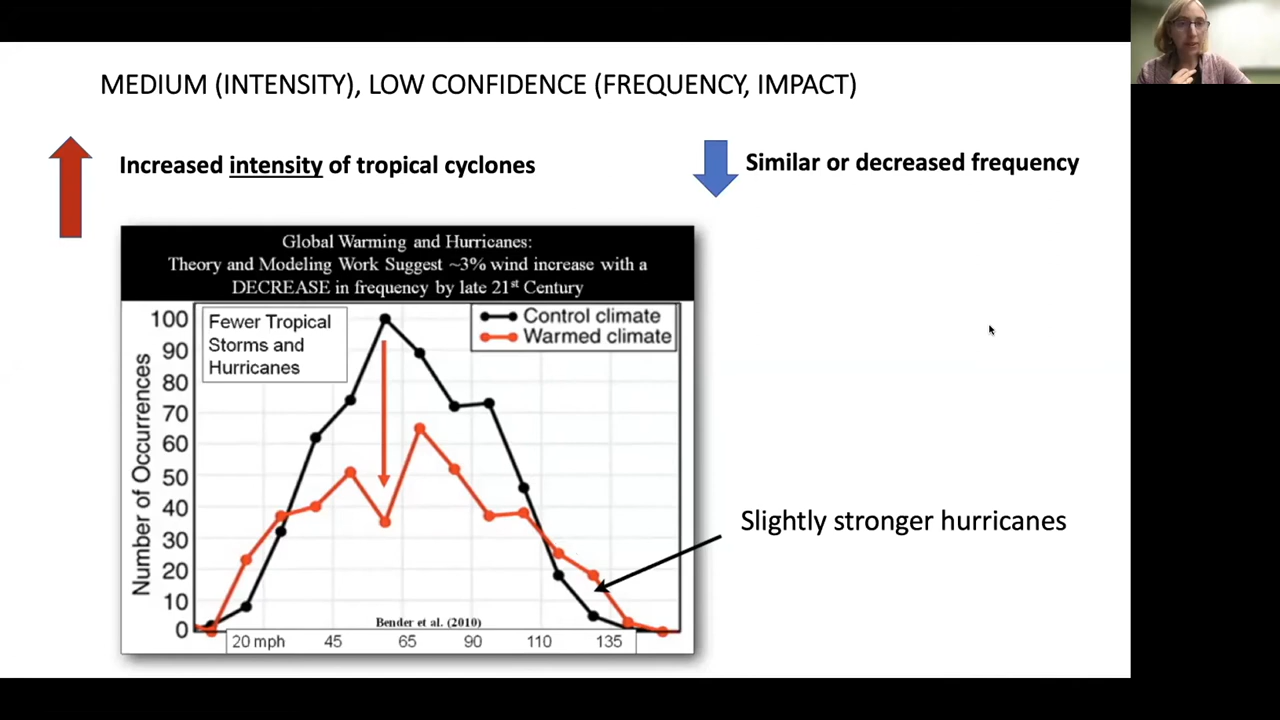 MEDIUM (INTENSITY), LOW CONFIDENCE (FREQUENCY, IMPACT)
Increased intensity of tropical cyclones
Similar or decreased frequency
Global Warming and Hurricanes:
Theory and Modeling Work Suggest ~3% wind increase with a
DECREASE in frequency by late 21st Century
Fewer Tropical
Storms and
Hurricanes
Control climate
Warmed climate
Number of Occurrences
100
90
80
70
60
50
40
30
20
10
0
Slightly stronger hurricanes
Bender et al. (2010)
20 mph 45 65 90 110 135